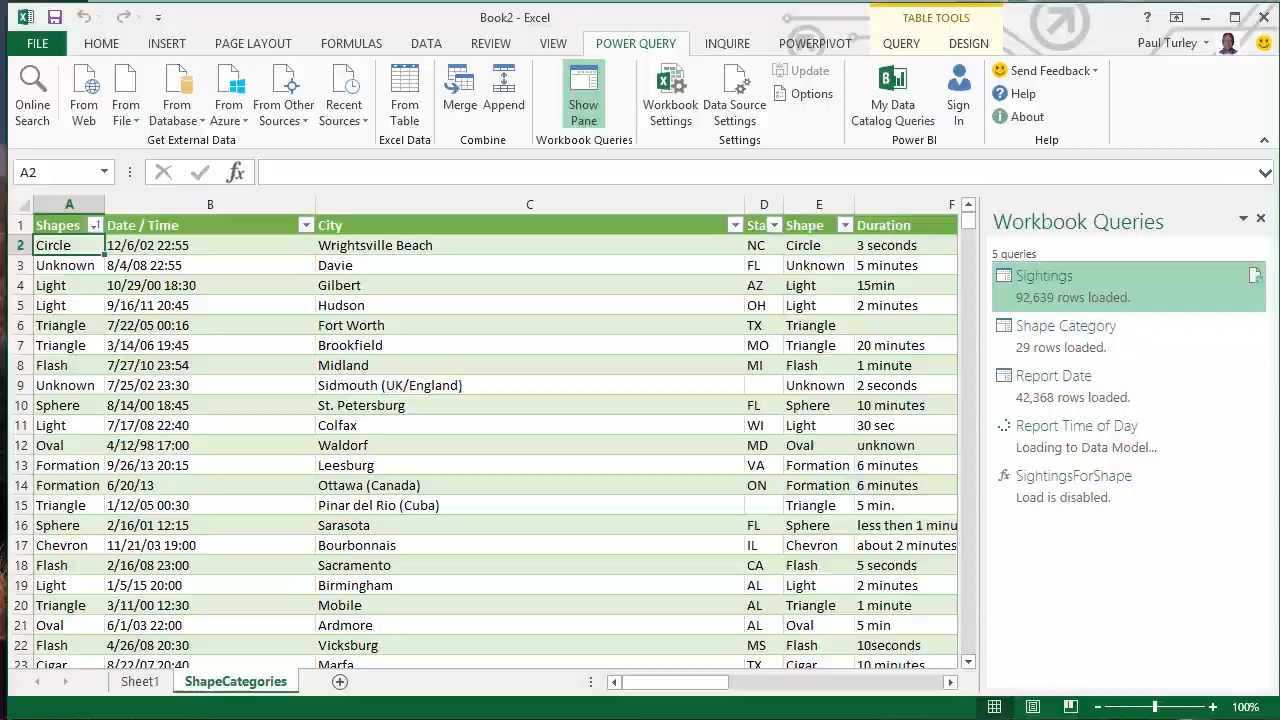 Book2 - Excel
TABLE TOOLS
?
FILE HOME INSERT PAGE LAYOUT FORMULAS DATA REVIEW VIEW POWER QUERY INQUIRE POWERPIVOT QUERY DESIGN Paul Turley
Online Search
From Web
From File
From Database
From Azure
From Other Sources
Recent Sources
From Table
Merge
Append
Show Pane
Workbook Settings
Data Source Settings
Update
Options
My Data Catalog Queries
Sign In
Send Feedback
Help
About
Get External Data Excel Data Combine Workbook Queries Settings Power BI Help
A2 fx
A B C D E F
1 Shapes Date / Time City Sta Shape Duration
2 Circle 12/6/02 22:55 Wrightsville Beach NC Circle 3 seconds
3 Unknown 8/4/08 22:55 Davie FL Unknown 5 minutes
4 Light 10/29/00 18:30 Gilbert AZ Light 15min
5 Light 9/16/11 20:45 Hudson OH Light 2 minutes
6 Triangle 7/22/05 00:16 Fort Worth TX Triangle
7 Triangle 3/14/06 19:45 Brookfield MO Triangle 20 minutes
8 Flash 7/27/10 23:54 Midland MI Flash 1 minute
9 Unknown 7/25/02 23:30 Sidmouth (UK/England) Unknown 2 seconds
10 Sphere 8/14/00 18:45 St. Petersburg FL Sphere 10 minutes
11 Light 7/17/08 22:40 Colfax WI Light 30 sec
12 Oval 4/12/98 17:00 Waldorf MD Oval unknown
13 Formation 9/26/13 20:15 Leesburg VA Formation 6 minutes
14 Formation 6/20/13 Ottawa (Canada) ON Formation 6 minutes
15 Triangle 1/12/05 00:30 Pinar del Rio (Cuba) Triangle 5 min.
16 Sphere 2/16/01 12:15 Sarasota FL Sphere less then 1 minu
17 Chevron 11/21/03 19:00 Bourbonnais IL Chevron about 2 minutes
18 Flash 2/16/08 23:00 Sacramento CA Flash 5 seconds
19 Light 1/5/15 20:00 Birmingham AL Light 2 minutes
20 Triangle 3/11/00 12:30 Mobile AL Triangle 1 minute
21 Oval 6/1/03 22:00 Ardmore AL Oval 5 min
22 Flash 4/26/08 20:30 Vicksburg MS Flash 10seconds
23 Cigar 8/22/07 20:40 Marfa TX Cigar 10 minutes
Sheet1 ShapeCategories
Workbook Queries
5 queries
Sightings
92,639 rows loaded.
Shape Category
29 rows loaded.
Report Date
42,368 rows loaded.
Report Time of Day
Loading to Data Model...
fx SightingsForShape
Load is disabled.
100%